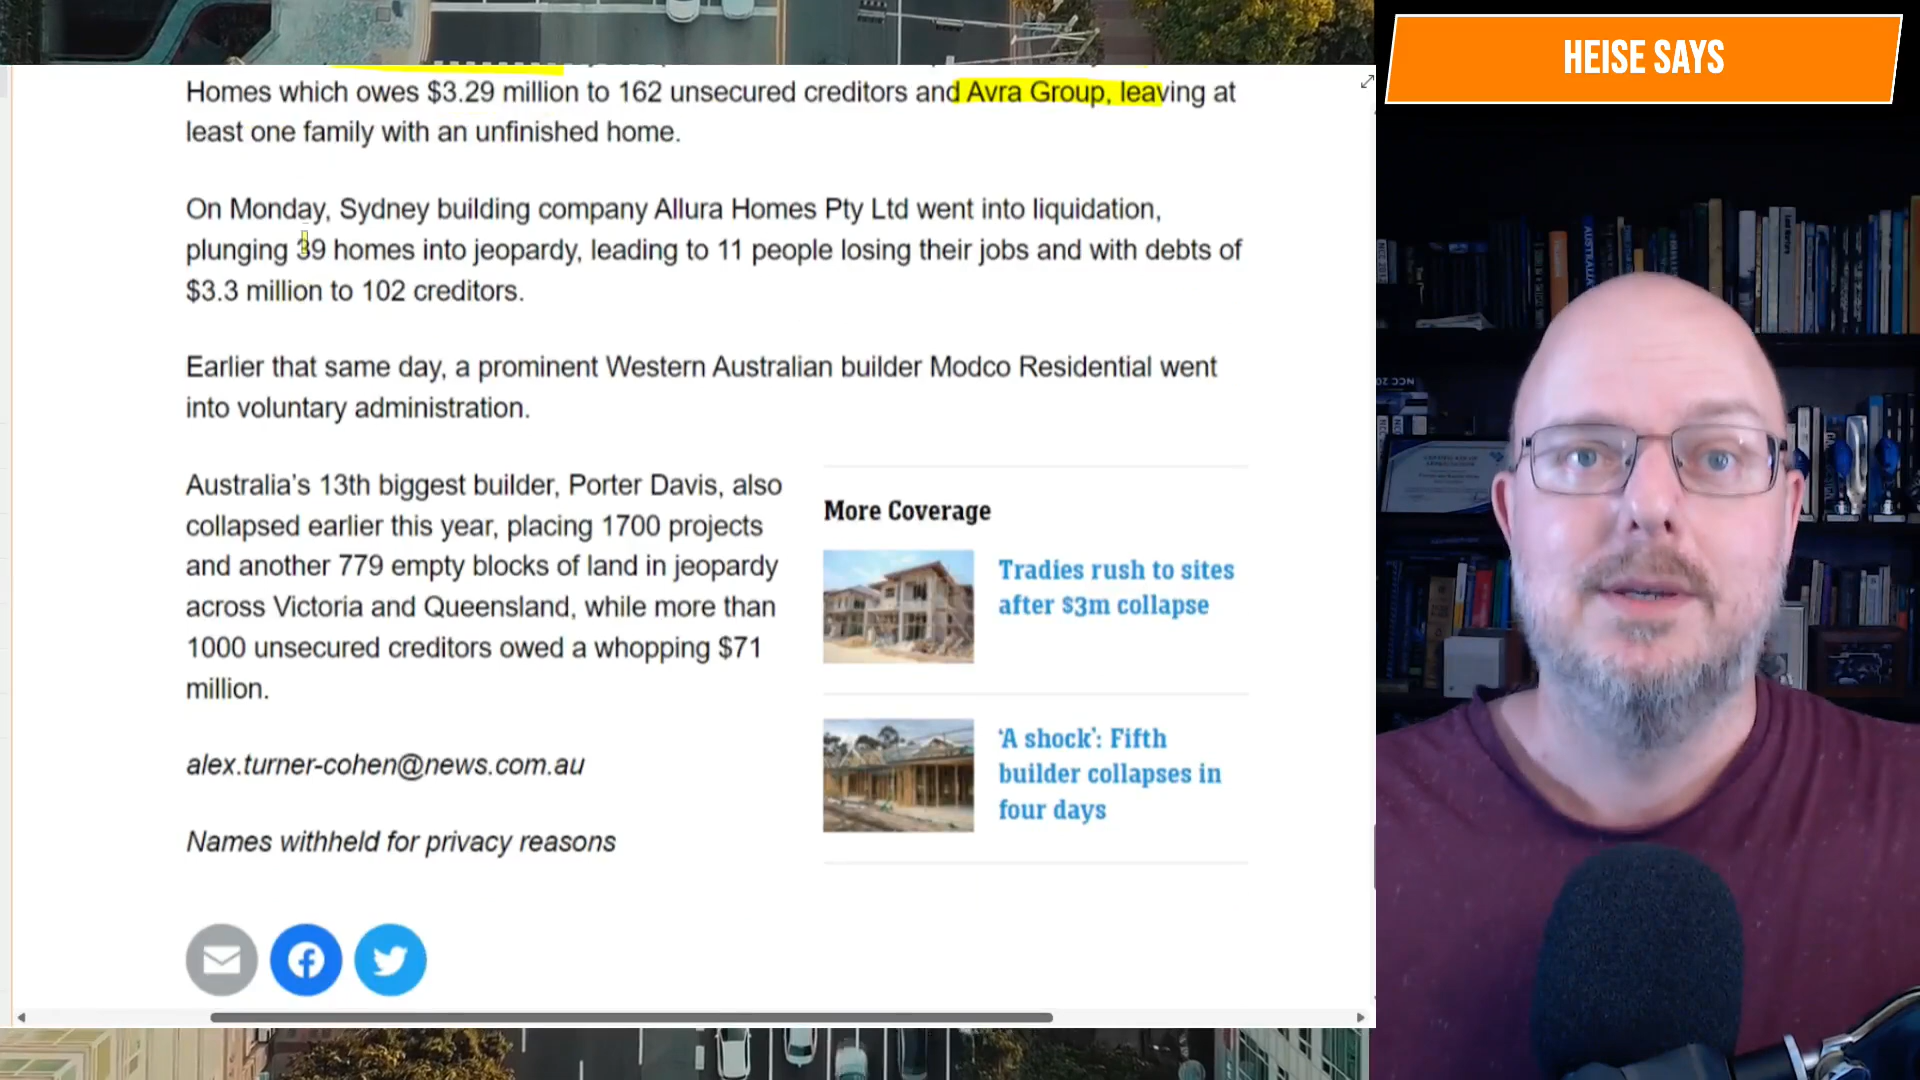 HEISE SAYS
Homes which owes $3.29 million to 162 unsecured creditors and Avra Group, leaving at
least one family with an unfinished home.
On Monday, Sydney building company Allura Homes Pty Ltd went into liquidation,
plunging 39 homes into jeopardy, leading to 11 people losing their jobs and with debts of
$3.3 million to 102 creditors.
Earlier that same day, a prominent Western Australian builder Modco Residential went
into voluntary administration.
Australia’s 13th biggest builder, Porter Davis, also
collapsed earlier this year, placing 1700 projects
and another 779 empty blocks of land in jeopardy
across Victoria and Queensland, while more than
1000 unsecured creditors owed a whopping $71
million.
alex.turner-cohen@news.com.au
Names withheld for privacy reasons
More Coverage
Tradies rush to sites
after $3m collapse
‘A shock’: Fifth
builder collapses in
four days